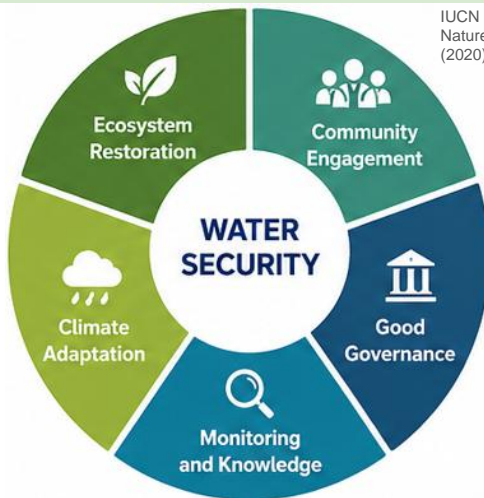 IUCN
Nature
(2020)
Ecosystem
Restoration
Community
Engagement
WATER
SECURITY
Climate
Adaptation
Good
Governance
Monitoring
and Knowledge